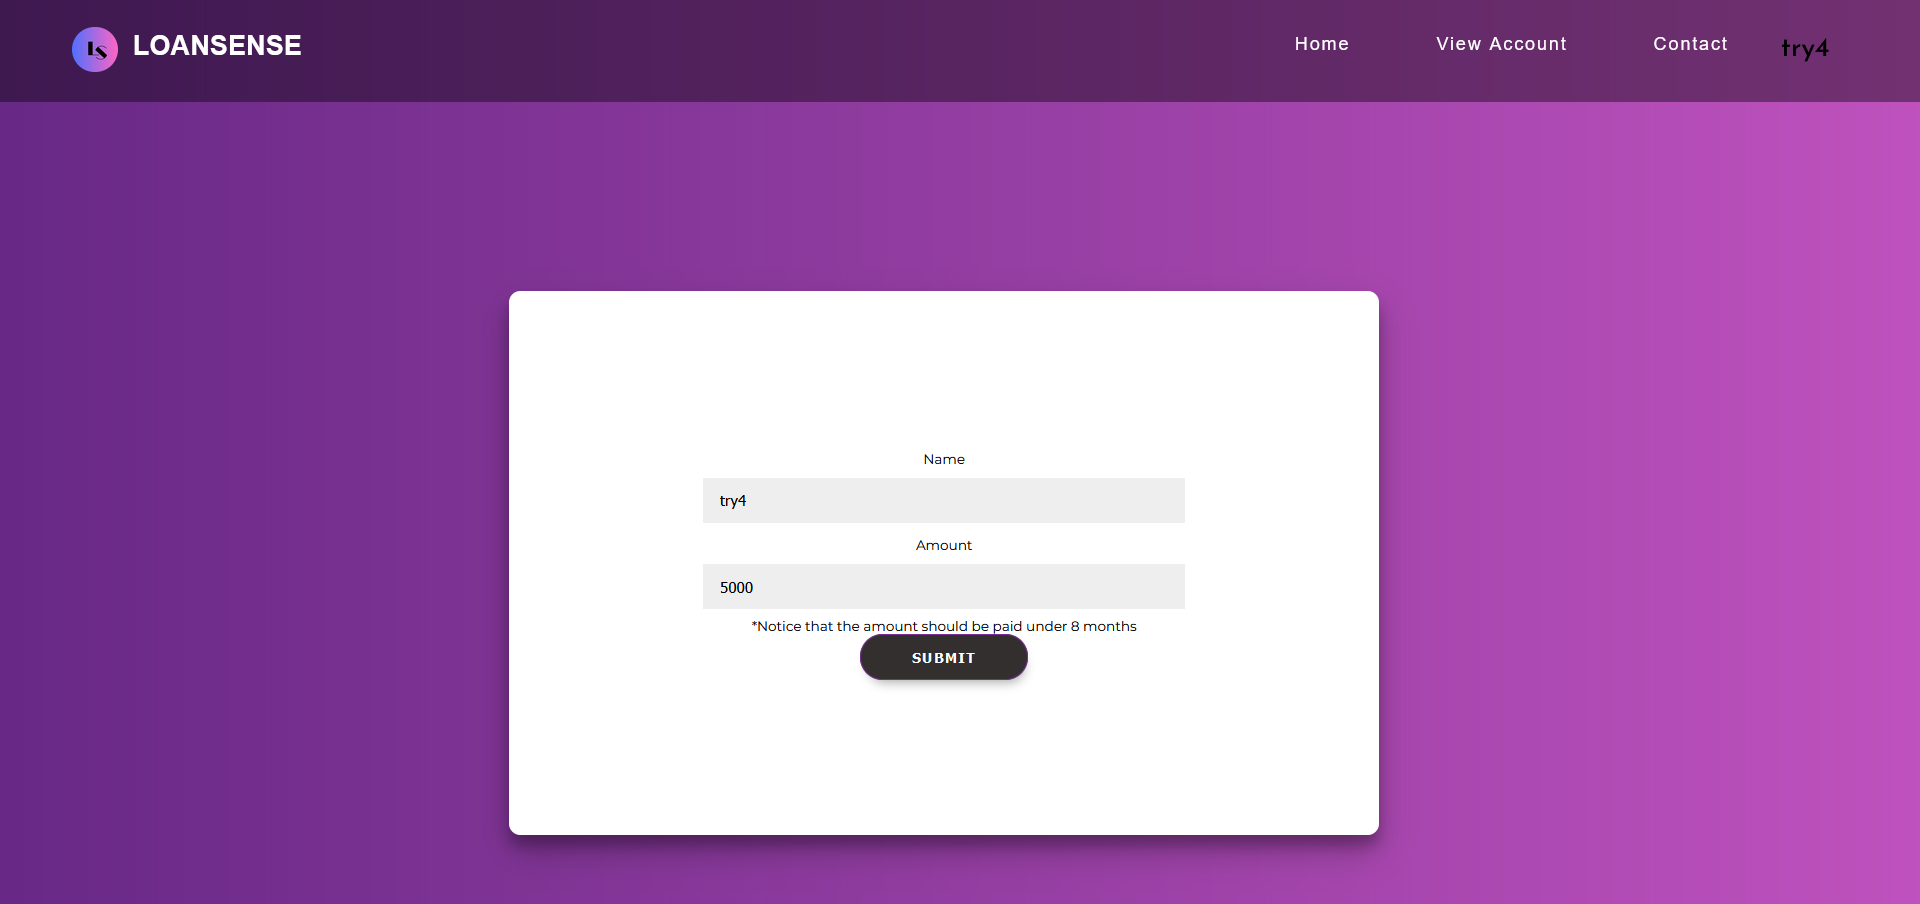 ls LOANSENSE
Home View Account Contact try4
Name
try4
Amount
5000
*Notice that the amount should be paid under 8 months
SUBMIT